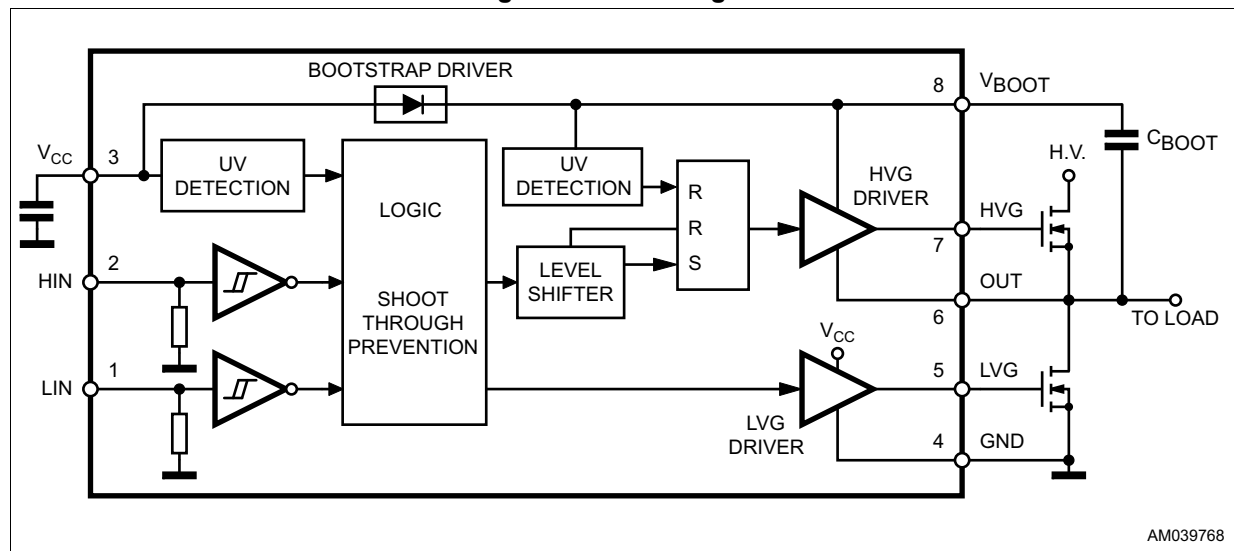 BOOTSTRAP DRIVER
8
VBOOT
CBOOT
H.V.
VCC
3
UV
DETECTION
UV
DETECTION
LOGIC
SHOOT
THROUGH
PREVENTION
R
R
S
HVG
DRIVER
HVG
7
HIN
2
LEVEL
SHIFTER
OUT
6
TO LOAD
LIN
1
VCC
LVG
DRIVER
5
LVG
4
GND
AM039768